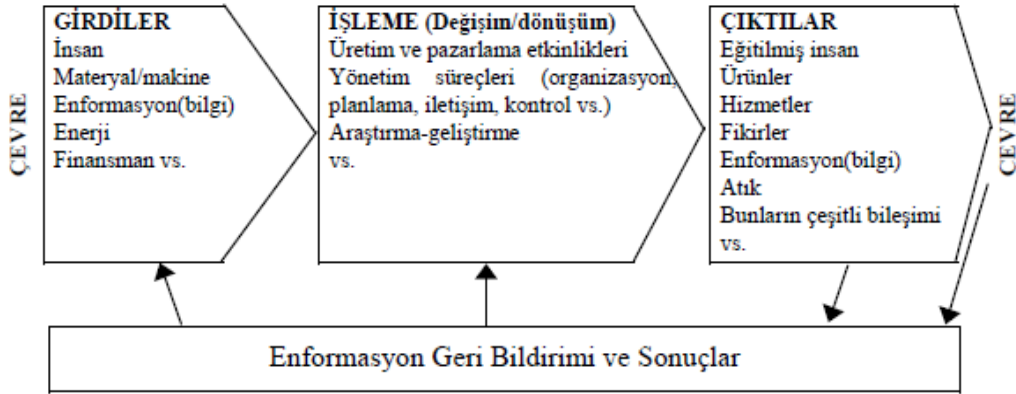 ÇEVRE
GİRDİLER
İnsan
Materyal/makine
Enformasyon(bilgi)
Enerji
Finansman vs.
İŞLEME (Değişim/dönüşüm)
Üretim ve pazarlama etkinlikleri
Yönetim süreçleri (organizasyon,
planlama, iletişim, kontrol vs.)
Araştırma-geliştirme
vs.
ÇIKTILAR
Eğitilmiş insan
Ürünler
Hizmetler
Fikirler
Enformasyon(bilgi)
Atık
Bunların çeşitli bileşimi
vs.
ÇEVRE
Enformasyon Geri Bildirimi ve Sonuçlar